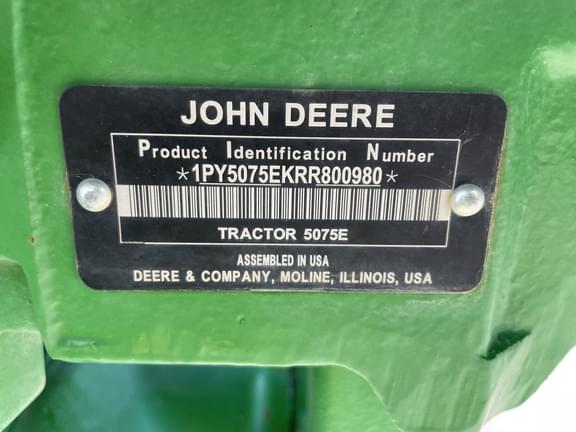 JOHN DEERE
Product Identification Number
*1PY5075EKRR800980*
TRACTOR 5075E
ASSEMBLED IN USA
DEERE & COMPANY, MOLINE, ILLINOIS, USA